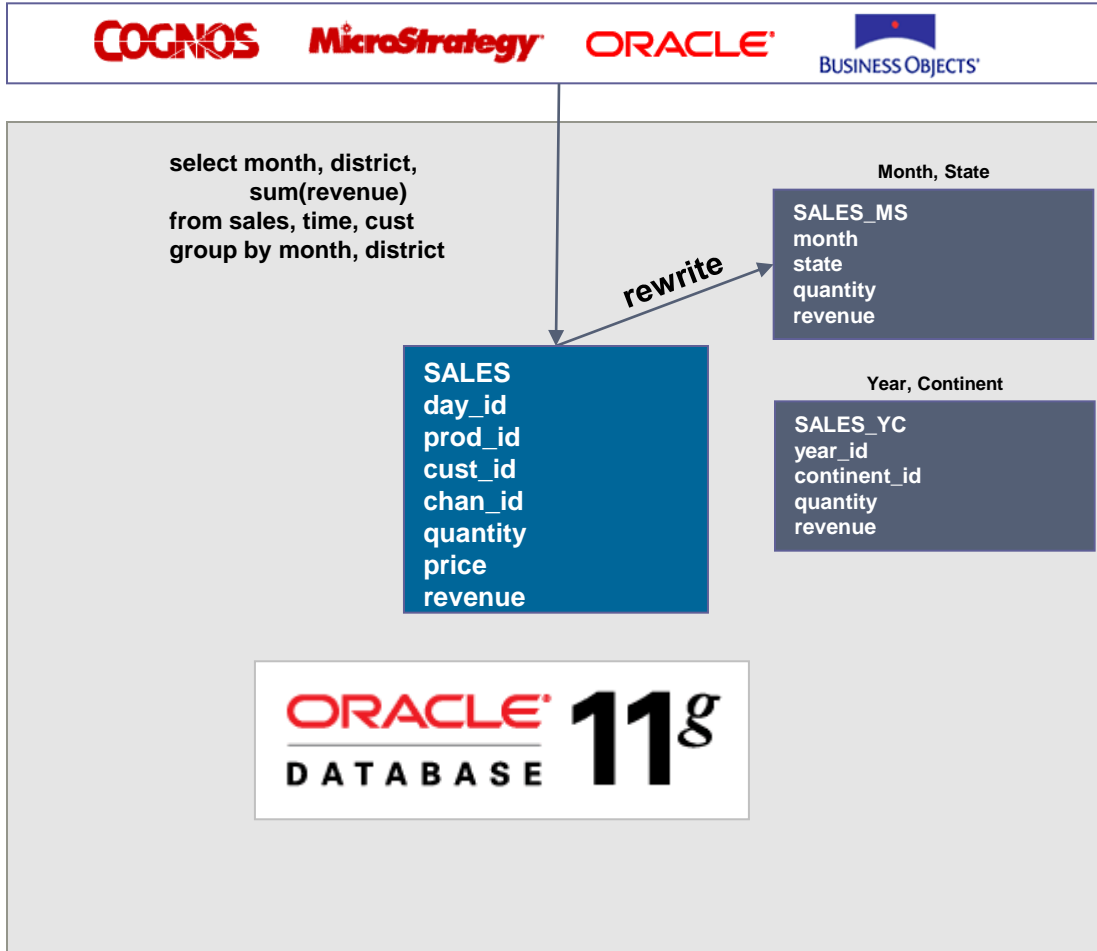 COGNOS
MicroStrategy
ORACLE®
BUSINESS OBJECTS®
select month, district,
sum(revenue)
from sales, time, cust
group by month, district
Month, State
SALES_MS
month
state
quantity
revenue
rewrite
SALES
day_id
prod_id
cust_id
chan_id
quantity
price
revenue
Year, Continent
SALES_YC
year_id
continent_id
quantity
revenue
ORACLE® 11g
DATABASE